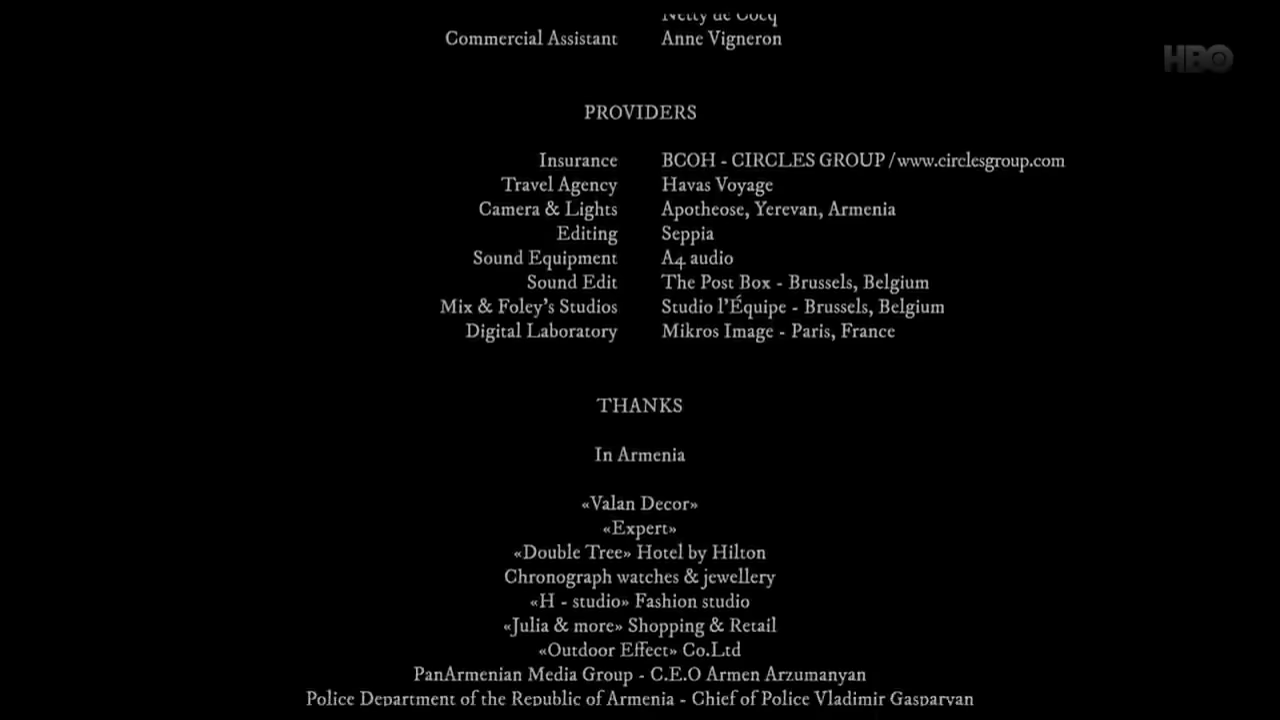 Netty de Cocq
Commercial Assistant Anne Vigneron
HBO
PROVIDERS
Insurance BCOH - CIRCLES GROUP /www.circlesgroup.com
Travel Agency Havas Voyage
Camera & Lights Apotheose, Yerevan, Armenia
Editing Seppia
Sound Equipment A4 audio
Sound Edit The Post Box - Brussels, Belgium
Mix & Foley's Studios Studio l'Équipe - Brussels, Belgium
Digital Laboratory Mikros Image - Paris, France
THANKS
In Armenia
«Valan Decor»
«Expert»
«Double Tree» Hotel by Hilton
Chronograph watches & jewellery
«H - studio» Fashion studio
«Julia & more» Shopping & Retail
«Outdoor Effect» Co.Ltd
PanArmenian Media Group - C.E.O Armen Arzumanyan
Police Department of the Republic of Armenia - Chief of Police Vladimir Gasparyan